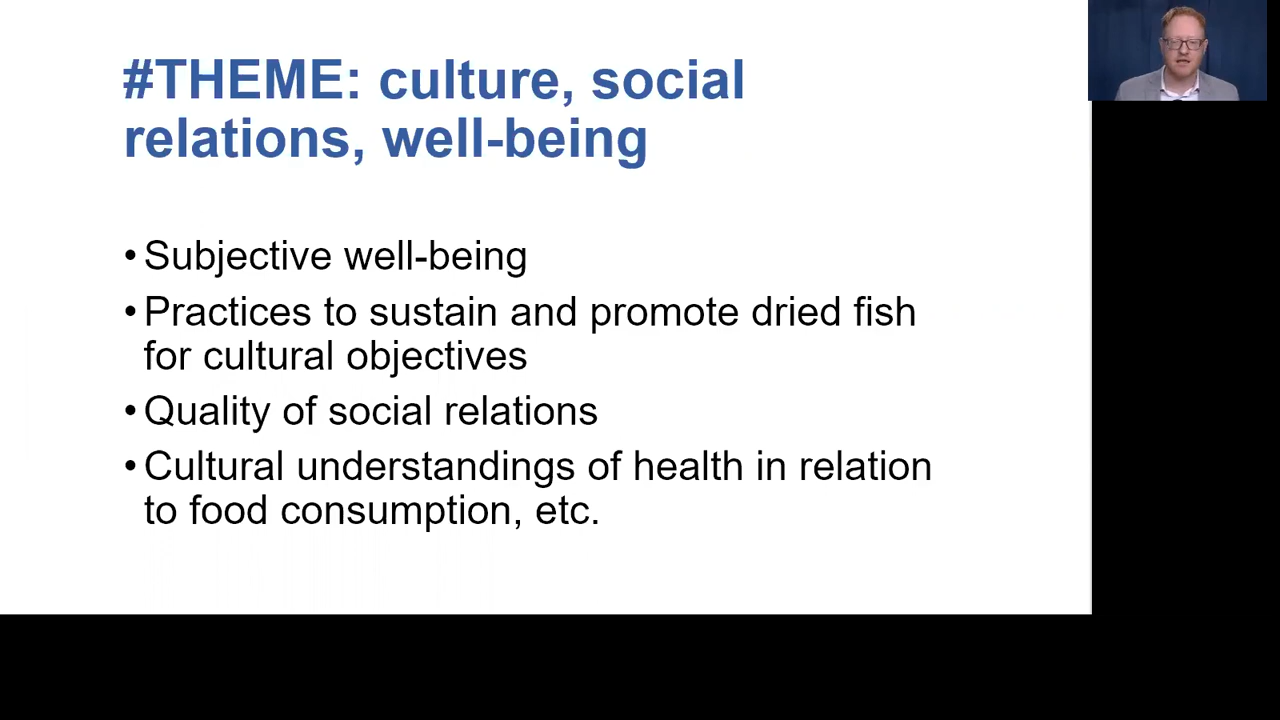 #THEME: culture, social
relations, well-being
•Subjective well-being
•Practices to sustain and promote dried fish
for cultural objectives
•Quality of social relations
•Cultural understandings of health in relation
to food consumption, etc.